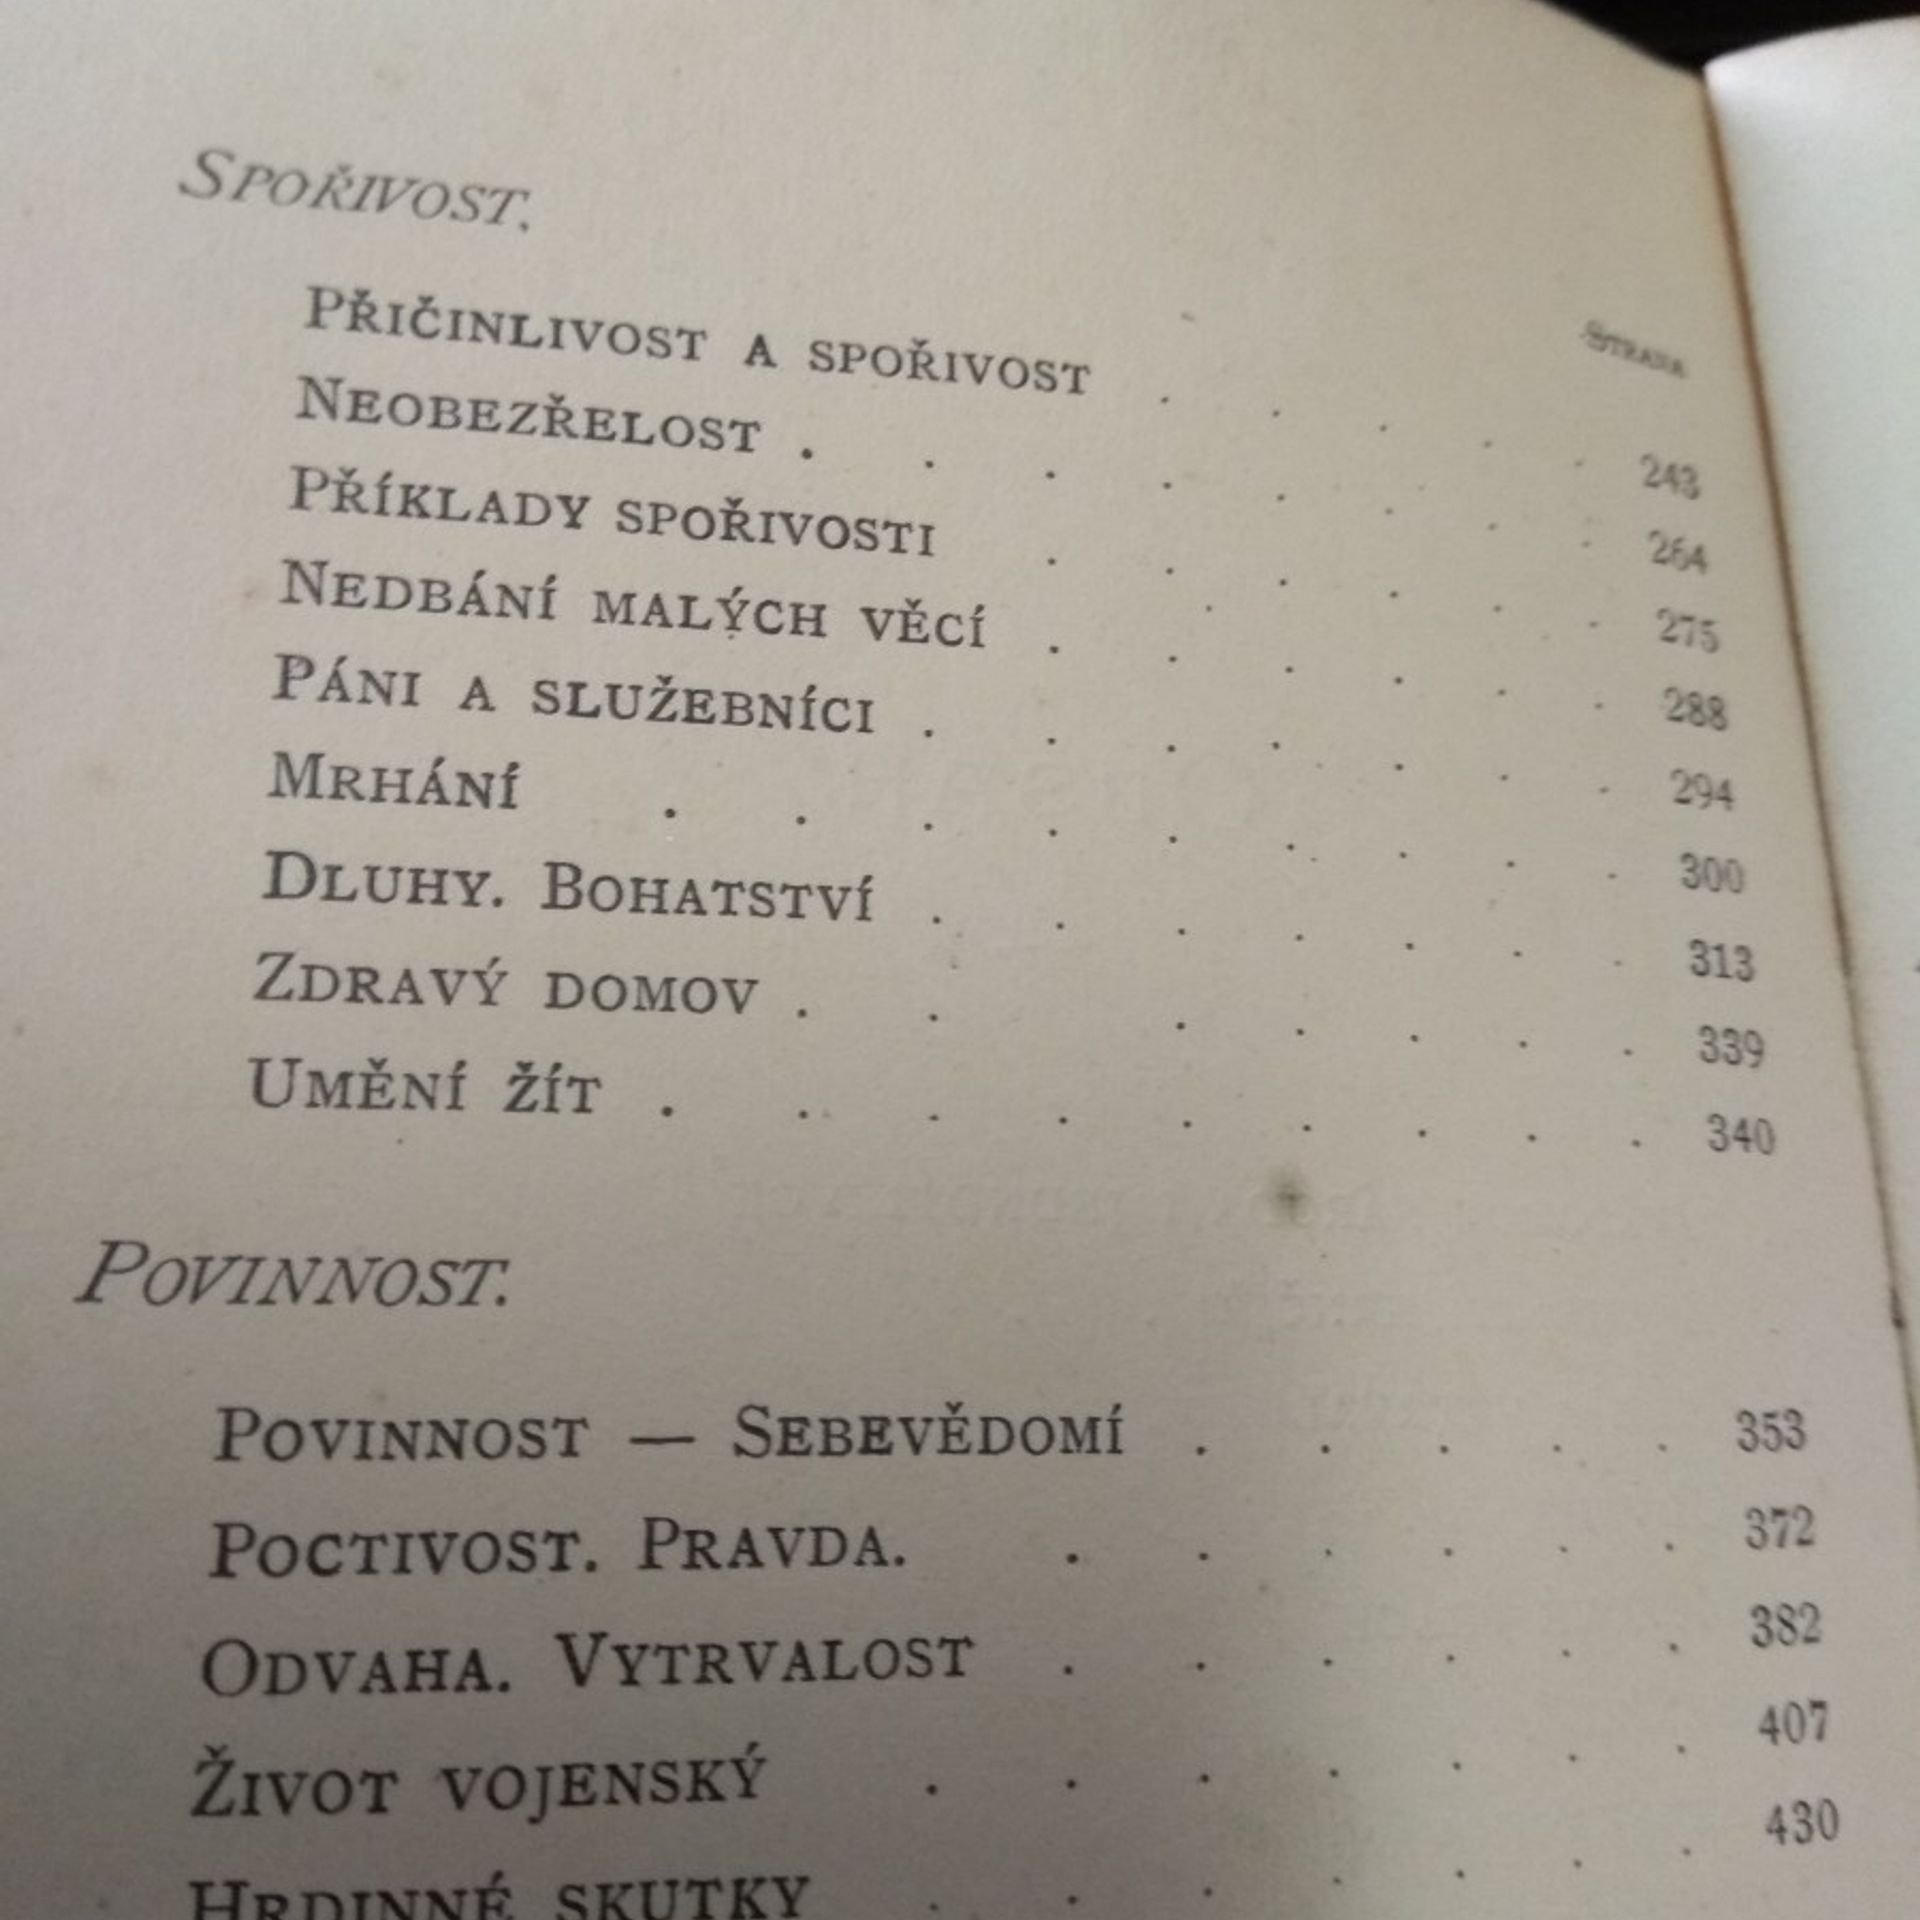 SPOŘIVOST.
STRANA
PŘIČINLIVOST A SPOŘIVOST . . . . . 243
NEOBEZŘELOST . . . . . . . . 264
PŘÍKLADY SPOŘIVOSTI . . . . . . 275
NEDBÁNÍ MALÝCH VĚCÍ . . . . . . 288
PÁNI A SLUŽEBNÍCI . . . . . . . 294
MRHÁNÍ . . . . . . . . . 300
DLUHY. BOHATSTVÍ . . . . . . . 313
ZDRAVÝ DOMOV . . . . . . . 339
UMĚNÍ ŽÍT . . . . . . . . . 340
POVINNOST.
POVINNOST — SEBEVĚDOMÍ . . . . . 353
POCTIVOST. PRAVDA. . . . . . . 372
ODVAHA. VYTRVALOST . . . . . . 382
ŽIVOT VOJENSKÝ . . . . . . . 407
HRDINNÉ SKUTKY . . . . . . . 430